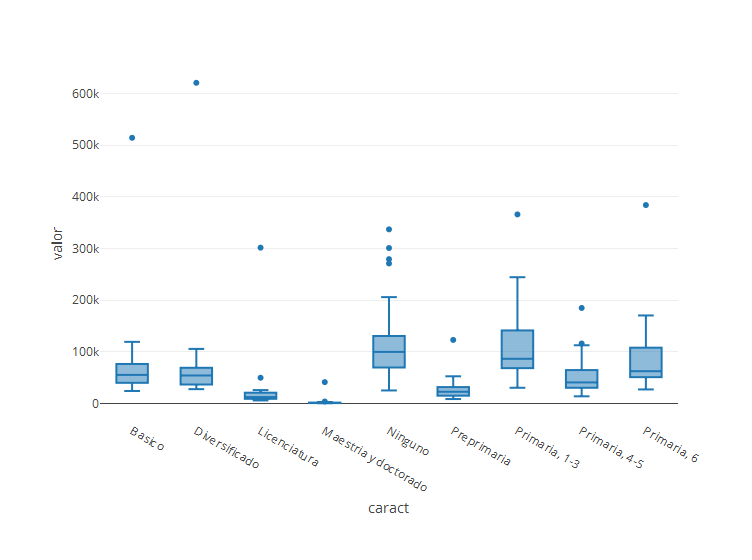 600k
500k
400k
300k
200k
100k
0
valor
Basico
Diversificado
Licenciatura
Maestria y doctorado
Ninguno
Preprimaria
Primaria, 1-3
Primaria, 4-5
Primaria, 6
caract